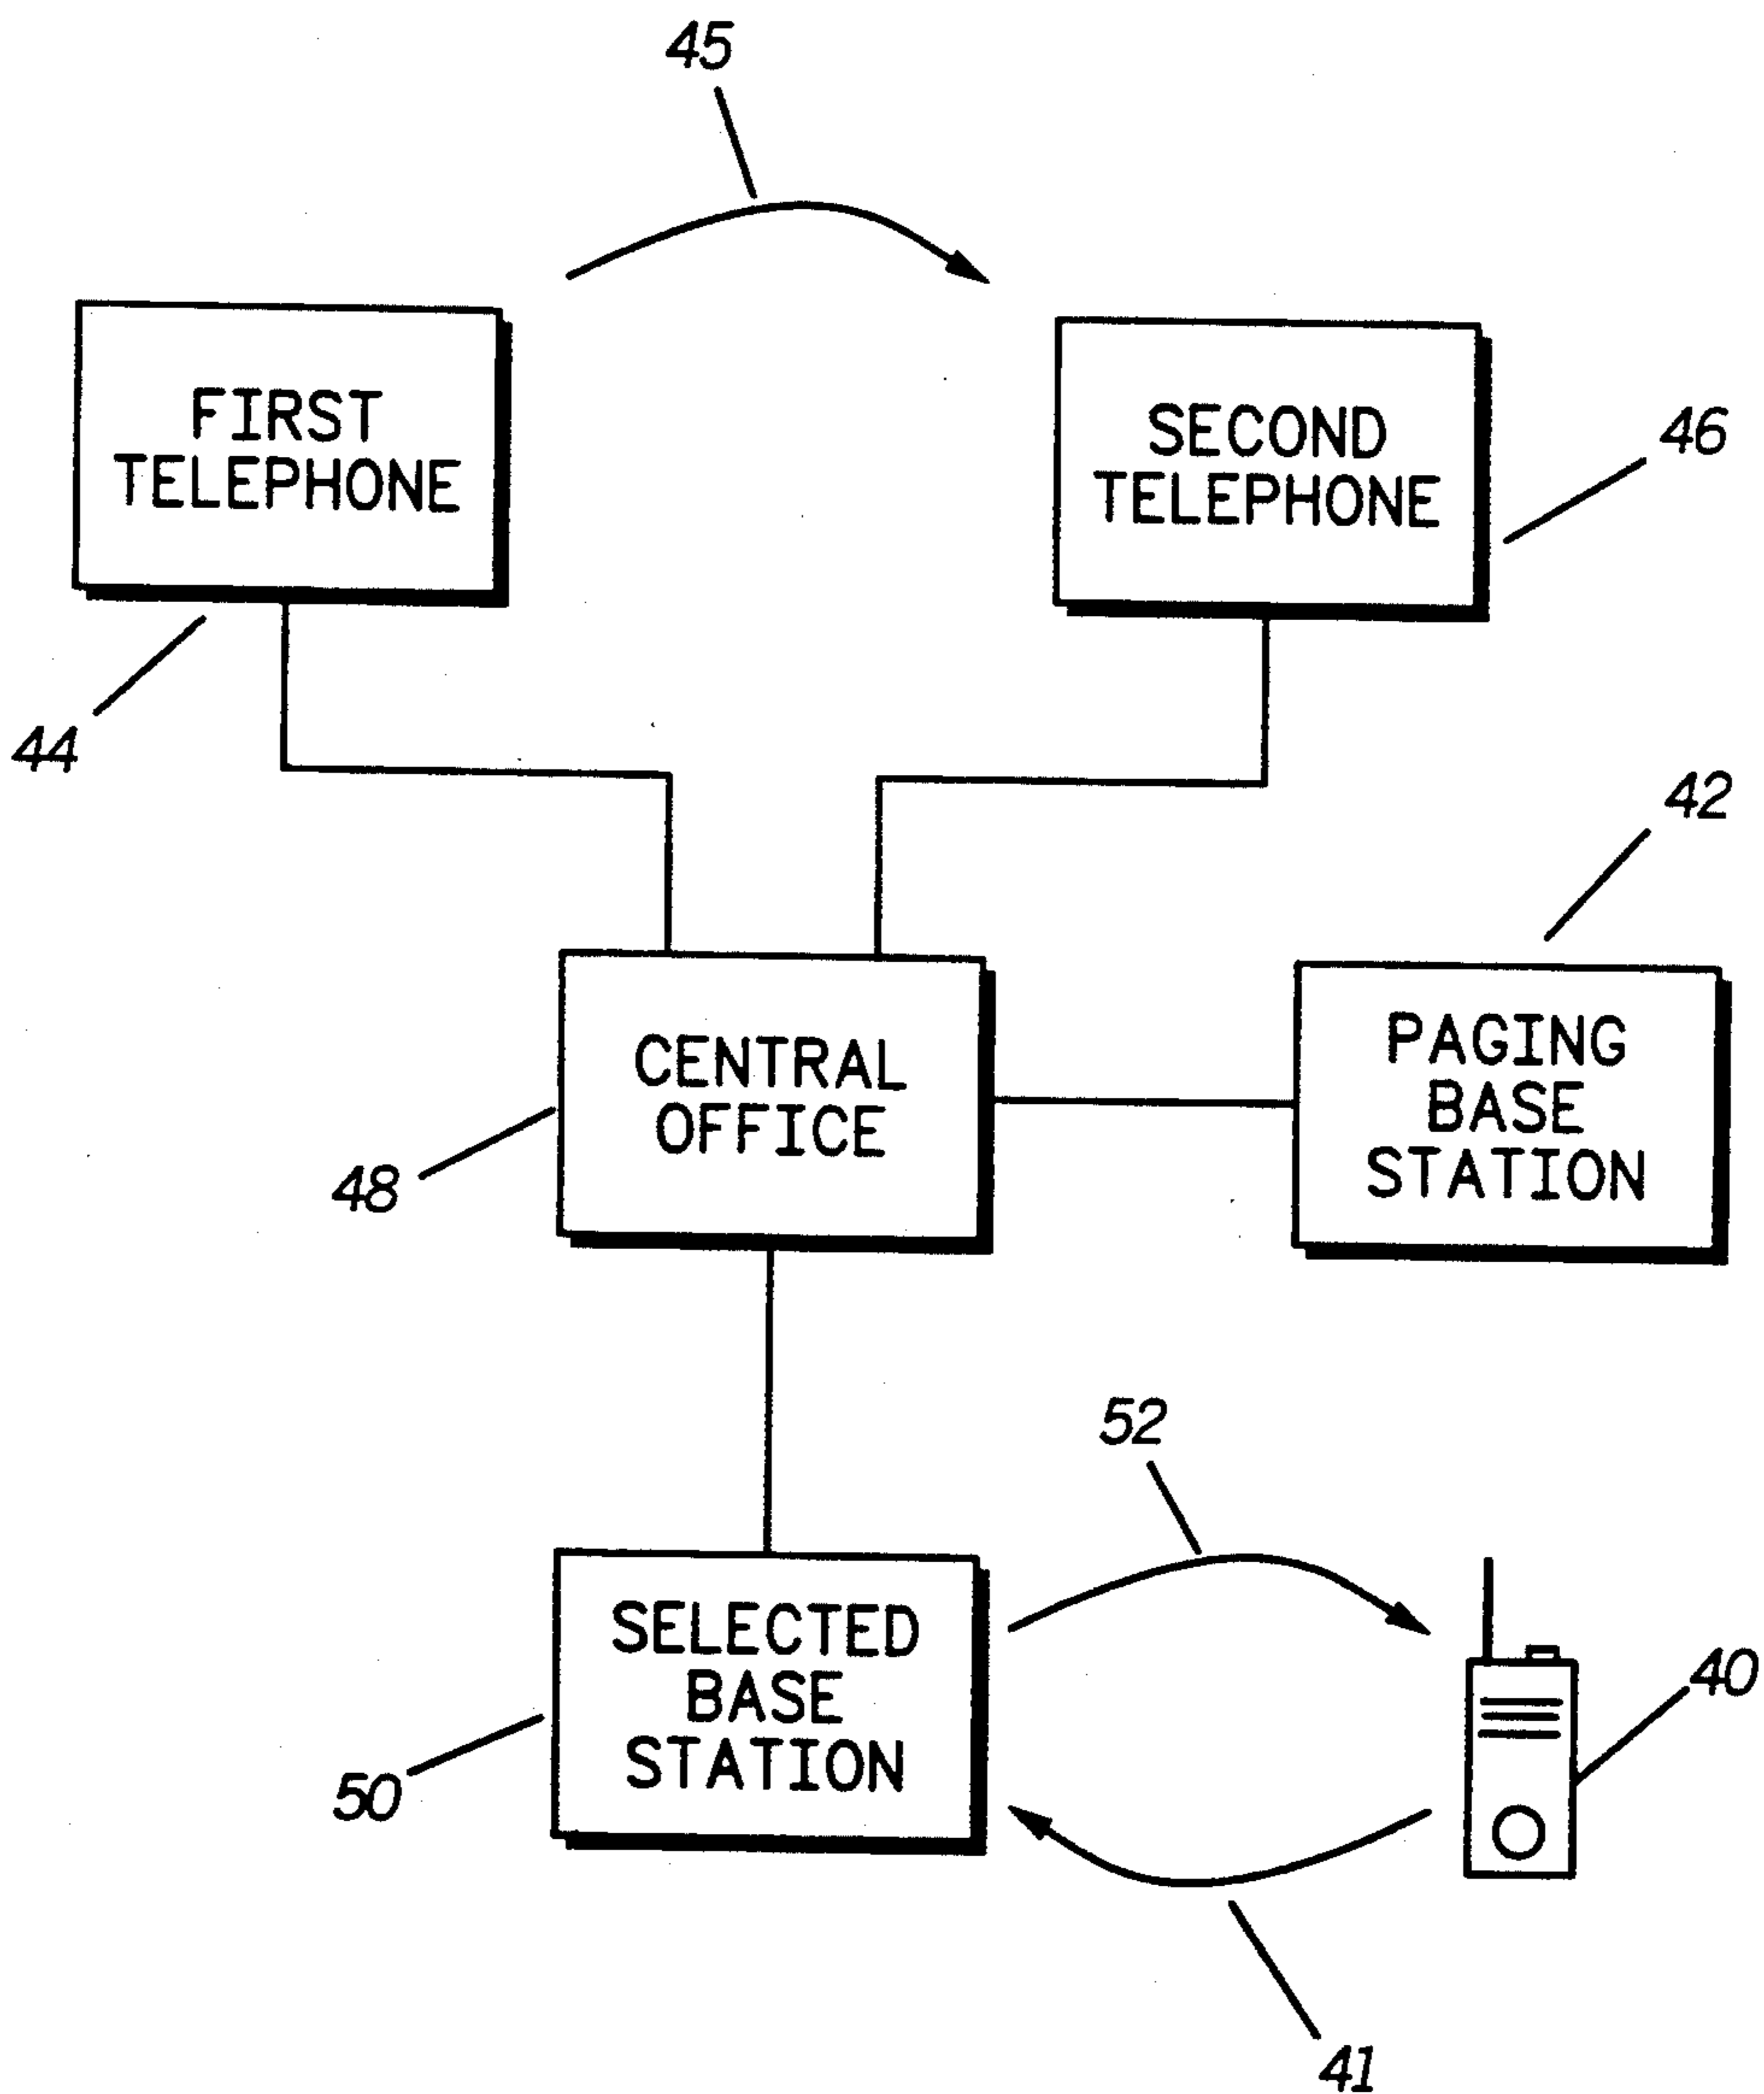 45
FIRST
TELEPHONE
SECOND
TELEPHONE
46
44
42
CENTRAL
OFFICE
PAGING
BASE
STATION
48
52
SELECTED
BASE
STATION
40
50
41